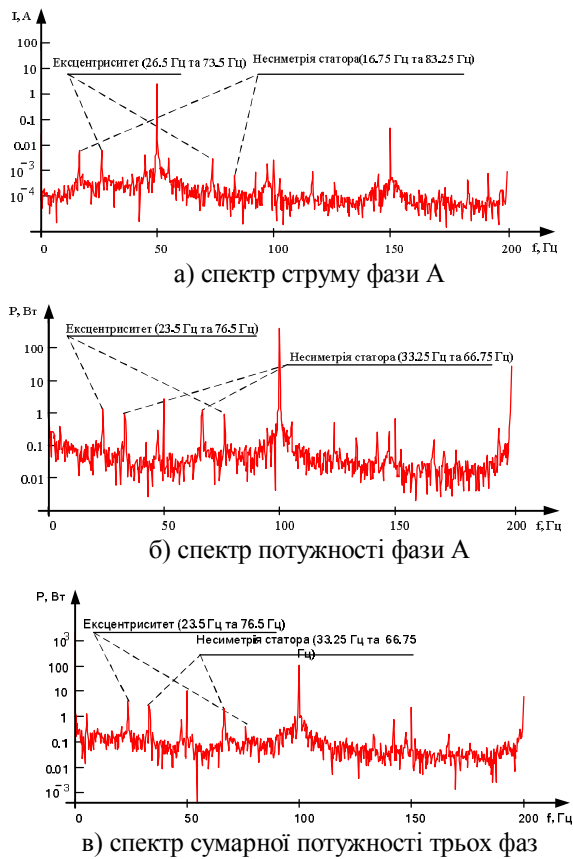 I, А
Ексцентриситет (26.5 Гц та 73.5 Гц)
Несиметрія статора(16.75 Гц та 83.25 Гц)
100
10
1
0.1
0.01
10⁻³
10⁻⁴
0
50
100
150
200
f, Гц
а) спектр струму фази А
Р, Вт
Ексцентриситет (23.5 Гц та 76.5 Гц)
Несиметрія статора (33.25 Гц та 66.75 Гц)
100
10
1
0.1
0.01
0
50
100
150
200
f, Гц
б) спектр потужності фази А
Р, Вт
Ексцентриситет (23.5 Гц та 76.5 Гц)
Несиметрія статора (33.25 Гц та 66.75
Гц)
10³
100
10
1
0.1
0.01
10⁻³
0
50
100
150
200
f, Гц
в) спектр сумарної потужності трьох фаз